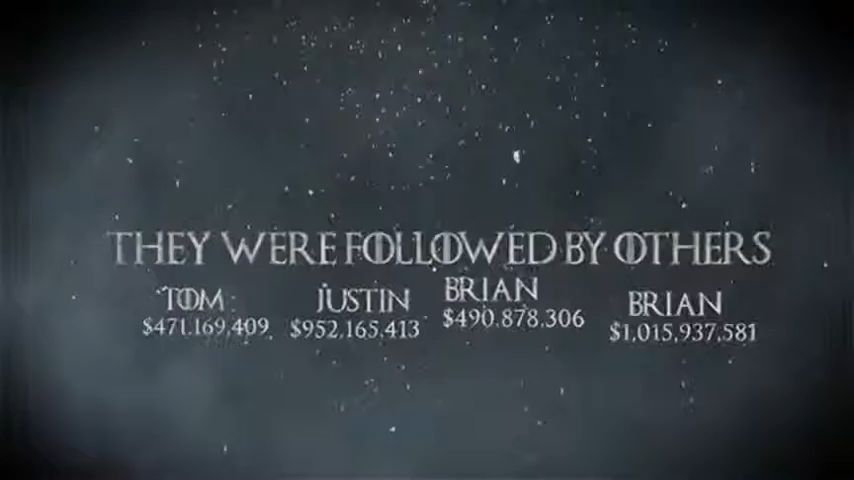 THEY WERE FOLLOWED BY OTHERS
TOM JUSTIN BRIAN BRIAN
$471,169,409 $952,165,413 $490,878,306 $1,015,937,581